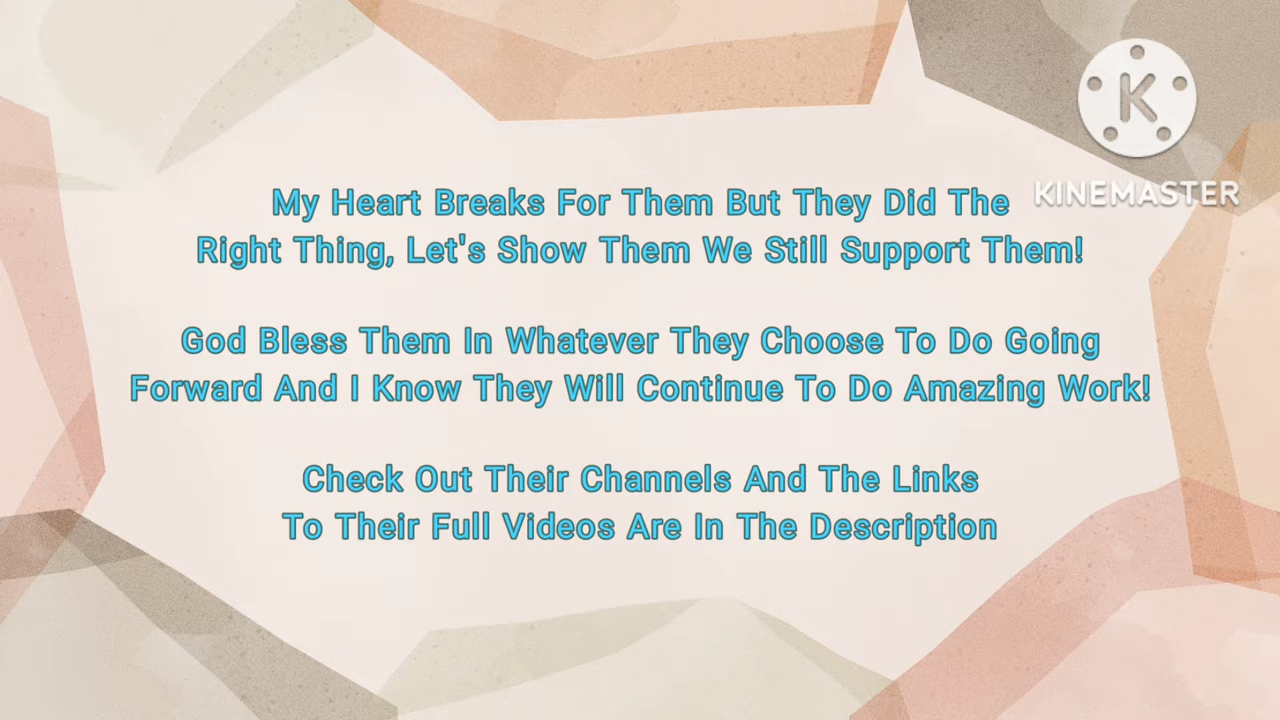 K
KINEMASTER
My Heart Breaks For Them But They Did The
Right Thing, Let's Show Them We Still Support Them!
God Bless Them In Whatever They Choose To Do Going
Forward And I Know They Will Continue To Do Amazing Work!
Check Out Their Channels And The Links
To Their Full Videos Are In The Description